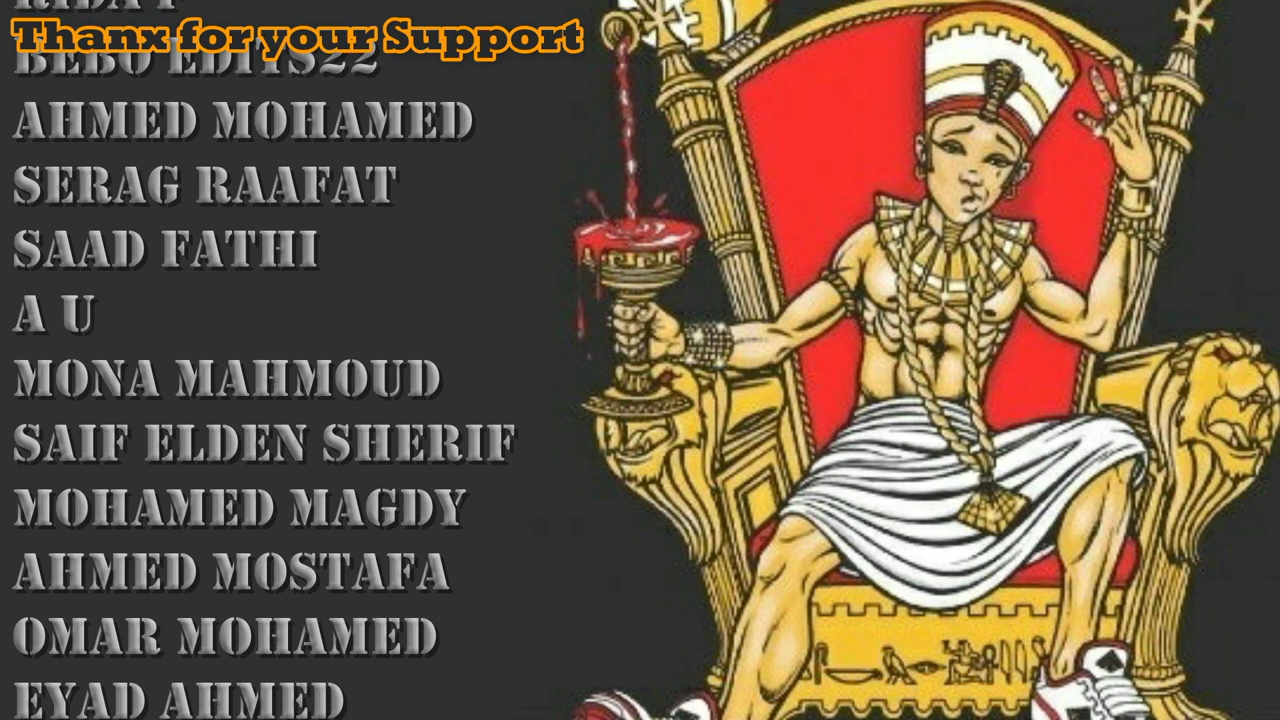 Thanx for your Support
BEBO EDITS22
AHMED MOHAMED
SERAG RAAFAT
SAAD FATHI
A U
MONA MAHMOUD
SAIF ELDEN SHERIF
MOHAMED MAGDY
AHMED MOSTAFA
OMAR MOHAMED
EYAD AHMED